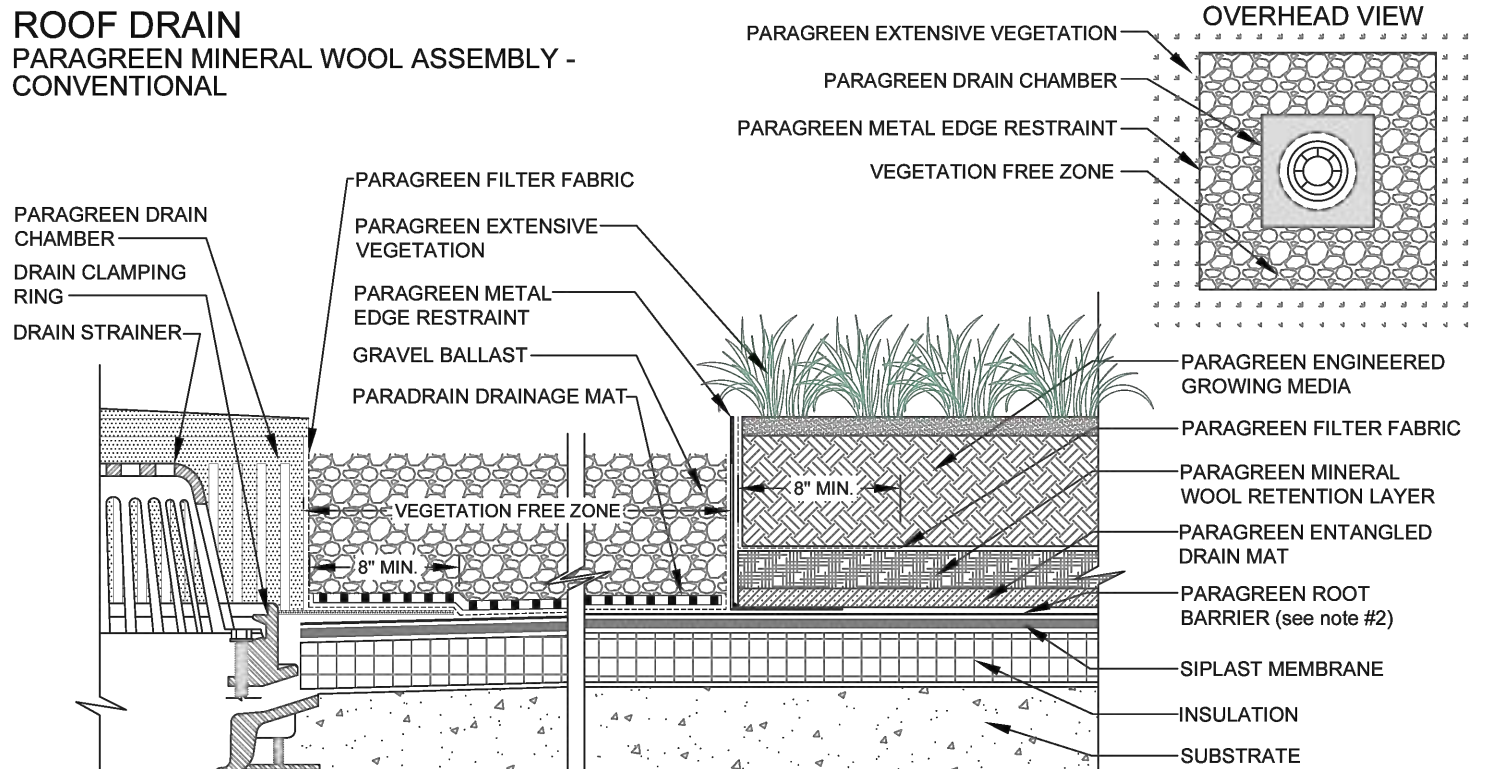 ROOF DRAIN
PARAGREEN MINERAL WOOL ASSEMBLY -
CONVENTIONAL
OVERHEAD VIEW
PARAGREEN EXTENSIVE VEGETATION
PARAGREEN DRAIN CHAMBER
PARAGREEN METAL EDGE RESTRAINT
VEGETATION FREE ZONE
PARAGREEN DRAIN
CHAMBER
DRAIN CLAMPING
RING
DRAIN STRAINER
PARAGREEN FILTER FABRIC
PARAGREEN EXTENSIVE
VEGETATION
PARAGREEN METAL
EDGE RESTRAINT
GRAVEL BALLAST
PARADRAIN DRAINAGE MAT
VEGETATION FREE ZONE
8" MIN.
8" MIN.
PARAGREEN ENGINEERED
GROWING MEDIA
PARAGREEN FILTER FABRIC
PARAGREEN MINERAL
WOOL RETENTION LAYER
PARAGREEN ENTANGLED
DRAIN MAT
PARAGREEN ROOT
BARRIER (see note #2)
SIPLAST MEMBRANE
INSULATION
SUBSTRATE